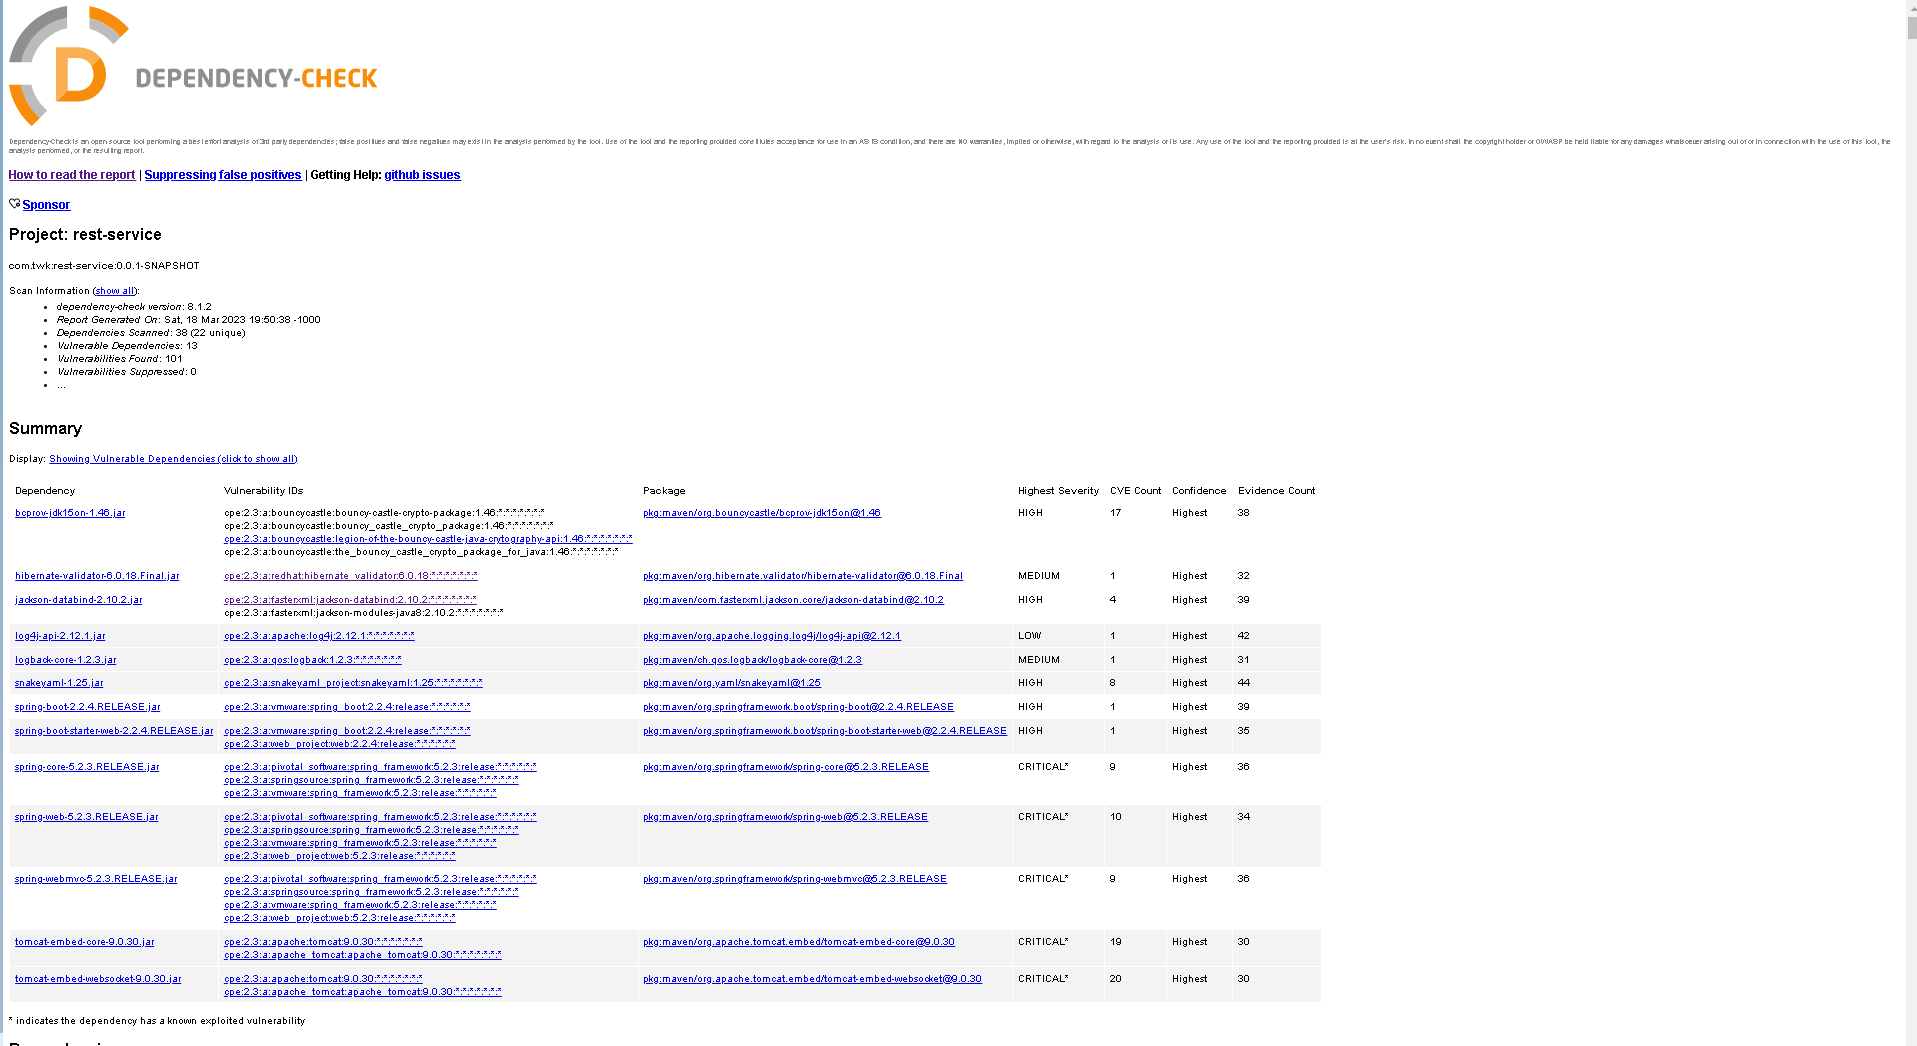 DEPENDENCY-CHECK
Dependency-Check is an open source tool performing a best effort analysis of 3rd party dependencies; false positives and false negatives may exist in the analysis performed by the tool. Use of the tool and the reporting provided constitutes acceptance for use in an AS IS condition, and there are NO warranties, implied or otherwise, with regard to the analysis or its use. Any use of the tool and the reporting provided is at the user's risk. In no event shall the copyright holder or OWASP be held liable for any damages whatsoever arising out of or in connection with the use of this tool, the
analysis performed, or the resulting report.
How to read the report | Suppressing false positives | Getting Help: github issues
Sponsor
Project: rest-service
com.twk:rest-service:0.0.1-SNAPSHOT
Scan Information (show all):
• dependency-check version: 8.1.2
• Report Generated On: Sat, 18 Mar 2023 19:50:38 -1000
• Dependencies Scanned: 38 (22 unique)
• Vulnerable Dependencies: 13
• Vulnerabilities Found: 101
• Vulnerabilities Suppressed: 0
• ...
Summary
Display: Showing Vulnerable Dependencies (click to show all)
Dependency Vulnerability IDs Package Highest Severity CVE Count Confidence Evidence Count
bcprov-jdk15on-1.46.jar cpe:2.3:a:bouncycastle:bouncy-castle-crypto-package:1.46:*:*:*:*:*:*:* pkg:maven/org.bouncycastle/bcprov-jdk15on@1.46 HIGH 17 Highest 38
cpe:2.3:a:bouncycastle:bouncy_castle_crypto_package:1.46:*:*:*:*:*:*:*
cpe:2.3:a:bouncycastle:legion-of-the-bouncy-castle-java-crytography-api:1.46:*:*:*:*:*:*:*
cpe:2.3:a:bouncycastle:the_bouncy_castle_crypto_package_for_java:1.46:*:*:*:*:*:*:*
hibernate-validator-6.0.18.Final.jar cpe:2.3:a:redhat:hibernate_validator:6.0.18:*:*:*:*:*:*:* pkg:maven/org.hibernate.validator/hibernate-validator@6.0.18.Final MEDIUM 1 Highest 32
jackson-databind-2.10.2.jar cpe:2.3:a:fasterxml:jackson-databind:2.10.2:*:*:*:*:*:*:* pkg:maven/com.fasterxml.jackson.core/jackson-databind@2.10.2 HIGH 4 Highest 39
cpe:2.3:a:fasterxml:jackson-modules-java8:2.10.2:*:*:*:*:*:*:*
log4j-api-2.12.1.jar cpe:2.3:a:apache:log4j:2.12.1:*:*:*:*:*:*:* pkg:maven/org.apache.logging.log4j/log4j-api@2.12.1 LOW 1 Highest 42
logback-core-1.2.3.jar cpe:2.3:a:qos:logback:1.2.3:*:*:*:*:*:*:* pkg:maven/ch.qos.logback/logback-core@1.2.3 MEDIUM 1 Highest 31
snakeyaml-1.25.jar cpe:2.3:a:snakeyaml_project:snakeyaml:1.25:*:*:*:*:*:*:* pkg:maven/org.yaml/snakeyaml@1.25 HIGH 8 Highest 44
spring-boot-2.2.4.RELEASE.jar cpe:2.3:a:vmware:spring_boot:2.2.4:release:*:*:*:*:*:* pkg:maven/org.springframework.boot/spring-boot@2.2.4.RELEASE HIGH 1 Highest 39
spring-boot-starter-web-2.2.4.RELEASE.jar cpe:2.3:a:vmware:spring_boot:2.2.4:release:*:*:*:*:*:* pkg:maven/org.springframework.boot/spring-boot-starter-web@2.2.4.RELEASE HIGH 1 Highest 35
cpe:2.3:a:web_project:web:2.2.4:release:*:*:*:*:*:*
spring-core-5.2.3.RELEASE.jar cpe:2.3:a:pivotal_software:spring_framework:5.2.3:release:*:*:*:*:*:* pkg:maven/org.springframework/spring-core@5.2.3.RELEASE CRITICAL* 9 Highest 36
cpe:2.3:a:springsource:spring_framework:5.2.3:release:*:*:*:*:*:*
cpe:2.3:a:vmware:spring_framework:5.2.3:release:*:*:*:*:*:*
spring-web-5.2.3.RELEASE.jar cpe:2.3:a:pivotal_software:spring_framework:5.2.3:release:*:*:*:*:*:* pkg:maven/org.springframework/spring-web@5.2.3.RELEASE CRITICAL* 10 Highest 34
cpe:2.3:a:springsource:spring_framework:5.2.3:release:*:*:*:*:*:*
cpe:2.3:a:vmware:spring_framework:5.2.3:release:*:*:*:*:*:*
cpe:2.3:a:web_project:web:5.2.3:release:*:*:*:*:*:*
spring-webmvc-5.2.3.RELEASE.jar cpe:2.3:a:pivotal_software:spring_framework:5.2.3:release:*:*:*:*:*:* pkg:maven/org.springframework/spring-webmvc@5.2.3.RELEASE CRITICAL* 9 Highest 36
cpe:2.3:a:springsource:spring_framework:5.2.3:release:*:*:*:*:*:*
cpe:2.3:a:vmware:spring_framework:5.2.3:release:*:*:*:*:*:*
cpe:2.3:a:web_project:web:5.2.3:release:*:*:*:*:*:*
tomcat-embed-core-9.0.30.jar cpe:2.3:a:apache:tomcat:9.0.30:*:*:*:*:*:*:* pkg:maven/org.apache.tomcat.embed/tomcat-embed-core@9.0.30 CRITICAL* 19 Highest 30
cpe:2.3:a:apache_tomcat:apache_tomcat:9.0.30:*:*:*:*:*:*:*
tomcat-embed-websocket-9.0.30.jar cpe:2.3:a:apache:tomcat:9.0.30:*:*:*:*:*:*:* pkg:maven/org.apache.tomcat.embed/tomcat-embed-websocket@9.0.30 CRITICAL* 20 Highest 30
cpe:2.3:a:apache_tomcat:apache_tomcat:9.0.30:*:*:*:*:*:*:*
* indicates the dependency has a known exploited vulnerability